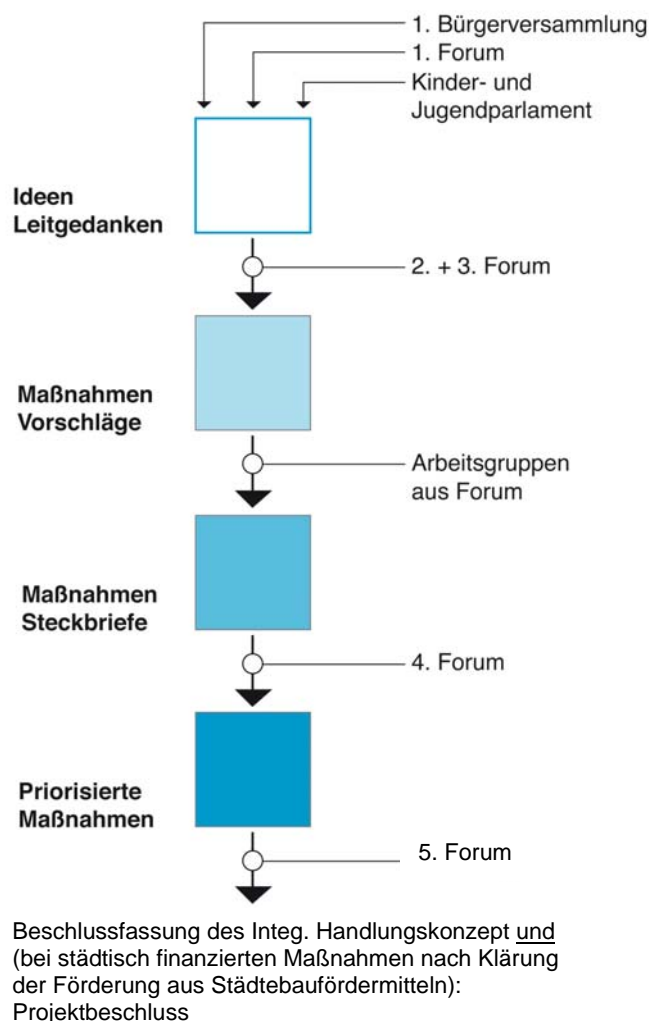 1. Bürgerversammlung
1. Forum
Kinder- und
Jugendparlament
Ideen
Leitgedanken
2. + 3. Forum
Maßnahmen
Vorschläge
Arbeitsgruppen
aus Forum
Maßnahmen
Steckbriefe
4. Forum
Priorisierte
Maßnahmen
5. Forum
Beschlussfassung des Integ. Handlungskonzept und
(bei städtisch finanzierten Maßnahmen nach Klärung
der Förderung aus Städtebaufördermitteln):
Projektbeschluss